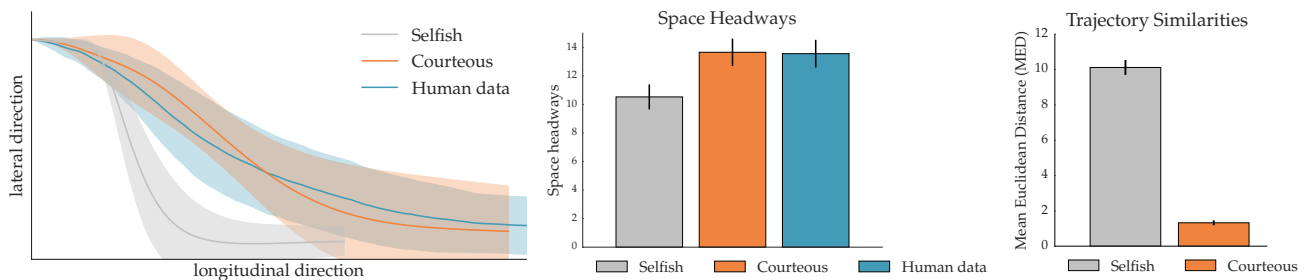 lateral direction
longitudinal direction
Selfish
Courteous
Human data
Space Headways
Space headways
14
12
10
8
6
4
2
0
Selfish
Courteous
Human data
Trajectory Similarities
Mean Euclidean Distance (MED)
12
10
8
6
4
2
0
Selfish
Courteous